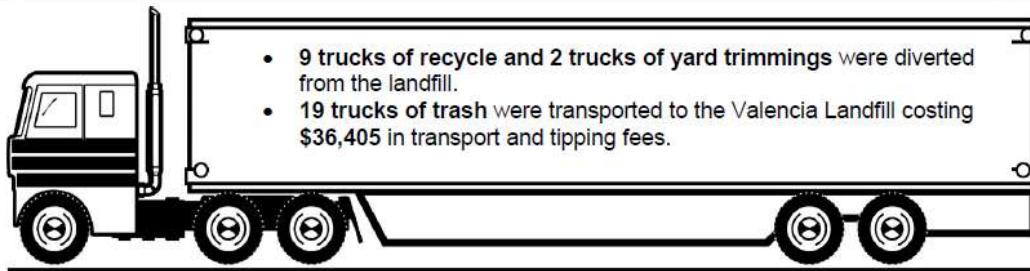 • 9 trucks of recycle and 2 trucks of yard trimmings were diverted
from the landfill.
• 19 trucks of trash were transported to the Valencia Landfill costing
$36,405 in transport and tipping fees.